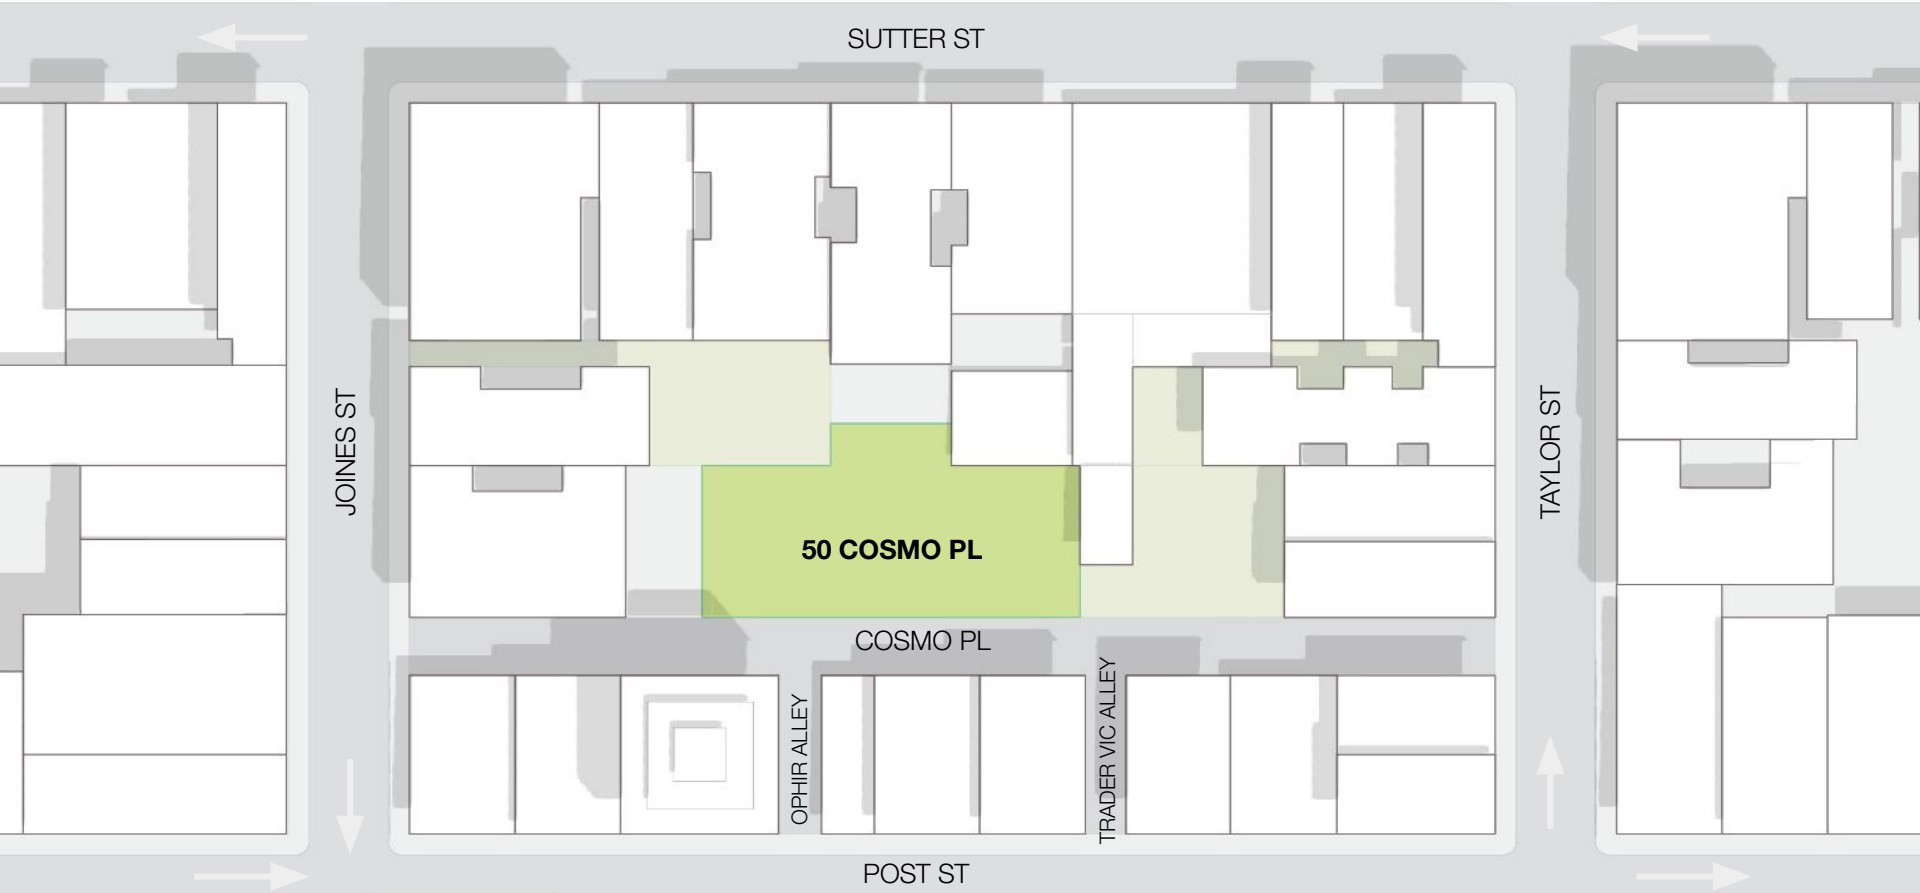 SUTTER ST
JOINES ST
TAYLOR ST
50 COSMO PL
COSMO PL
OPHIR ALLEY
TRADER VIC ALLEY
POST ST